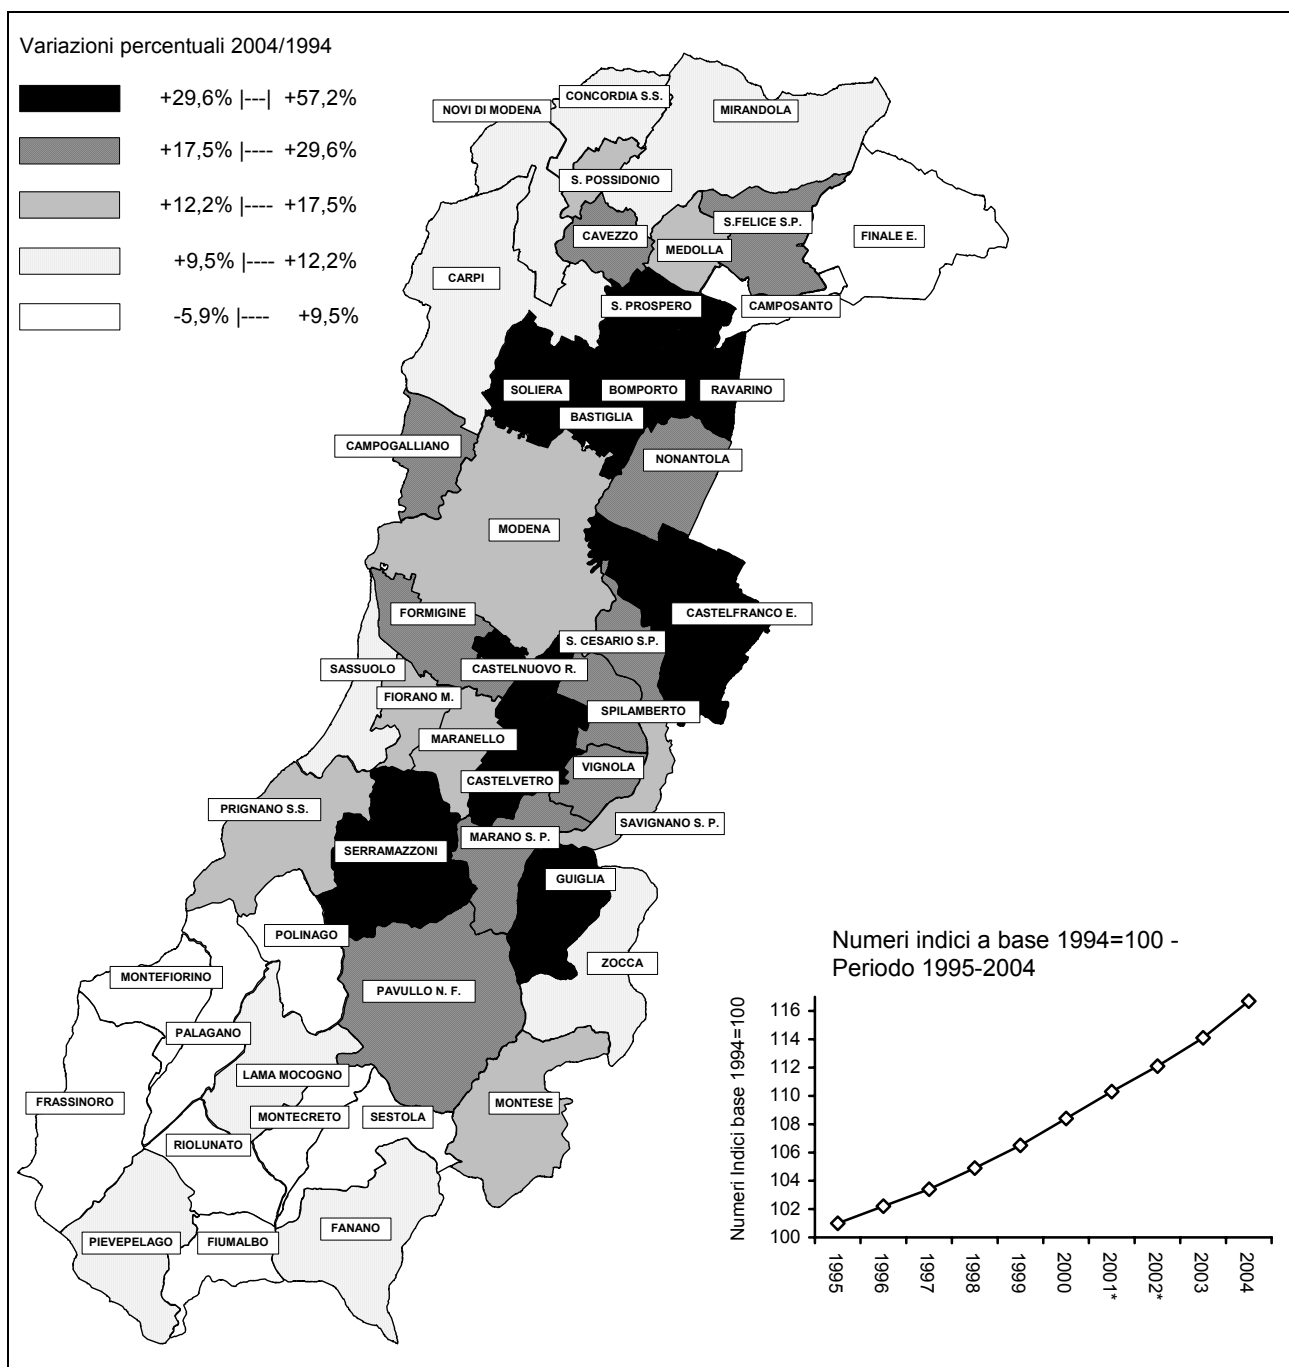 Variazioni percentuali 2004/1994
+29,6% |---| +57,2%
+17,5% |---- +29,6%
+12,2% |---- +17,5%
+9,5% |---- +12,2%
-5,9% |---- +9,5%
CONCORDIA S.S.
NOVI DI MODENA
MIRANDOLA
S. POSSIDONIO
S.FELICE S.P.
CAVEZZO
FINALE E.
MEDOLLA
CARPI
S. PROSPERO
CAMPOSANTO
SOLIERA
BOMPORTO
RAVARINO
BASTIGLIA
CAMPOGALLIANO
NONANTOLA
MODENA
FORMIGINE
CASTELFRANCO E.
S. CESARIO S.P.
SASSUOLO
CASTELNUOVO R.
FIORANO M.
SPILAMBERTO
MARANELLO
VIGNOLA
CASTELVETRO
PRIGNANO S.S.
SAVIGNANO S. P.
MARANO S. P.
SERRAMAZZONI
GUIGLIA
POLINAGO
ZOCCA
MONTEFIORINO
PAVULLO N. F.
PALAGANO
LAMA MOCOGNO
FRASSINORO
MONTESE
MONTECRETO
SESTOLA
RIOLUNATO
FANANO
PIEVEPELAGO
FIUMALBO
Numeri indici a base 1994=100 -
Periodo 1995-2004
Numeri Indici base 1994=100
116
114
112
110
108
106
104
102
100
1995
1996
1997
1998
1999
2000
2001*
2002*
2003
2004